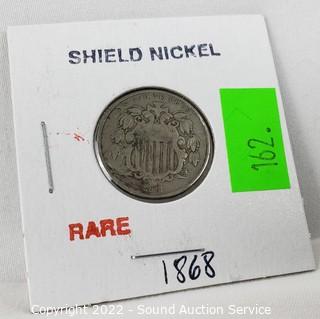 SHIELD NICKEL
162.
RARE
1868
Copyright 2022 - Sound Auction Service